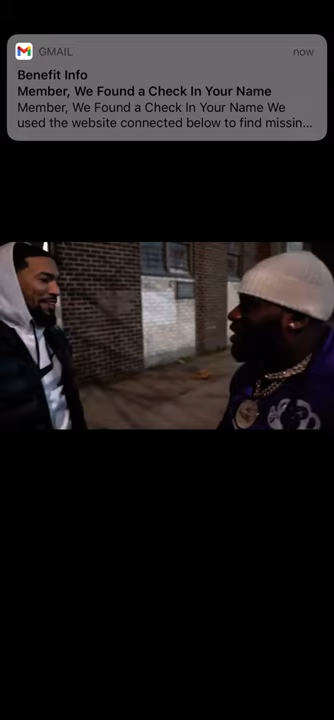 GMAIL now
Benefit Info
Member, We Found a Check In Your Name
Member, We Found a Check In Your Name We
used the website connected below to find missin...